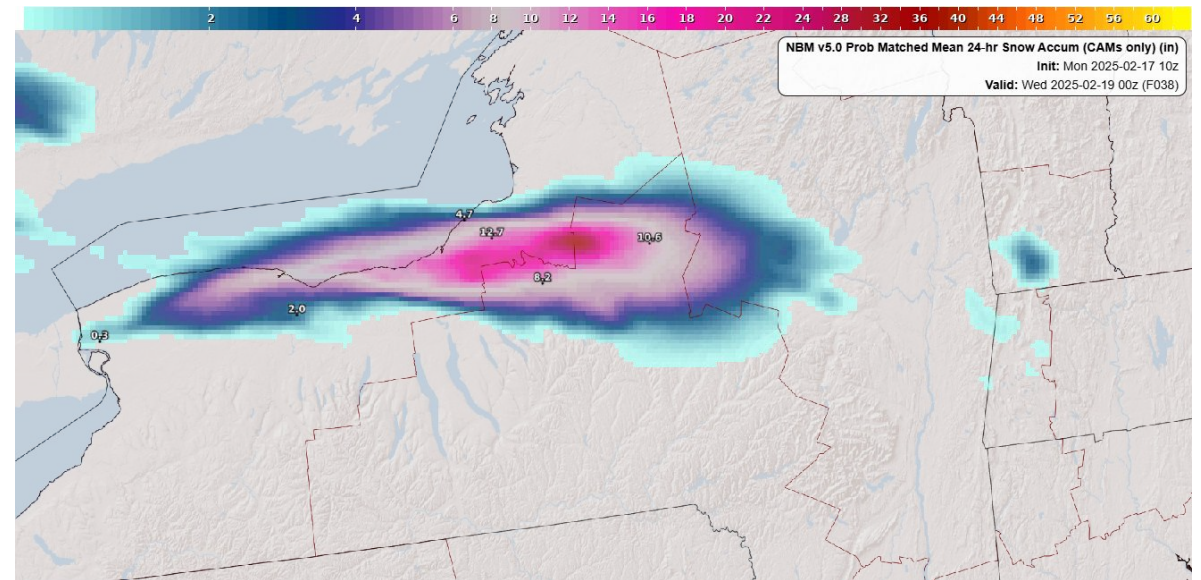 2 4 6 8 10 12 14 16 18 20 22 24 28 32 36 40 44 48 52 56 60
NBM v5.0 Prob Matched Mean 24-hr Snow Accum (CAMs only) (in)
Init: Mon 2025-02-17 10z
Valid: Wed 2025-02-19 00z (F038)
4.7
12.7
10.6
8.2
2.0
0.3